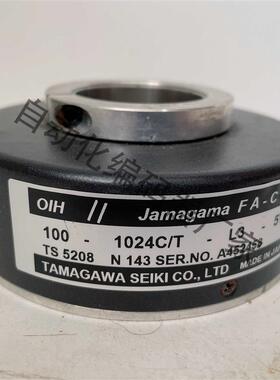 OIH // Jamagama FA-C
100 - 1024C/T - L3 - 5
TS 5208 N 143 SER.NO.
TAMAGAWA SEIKI CO., LTD MADE IN JA
自动化编码